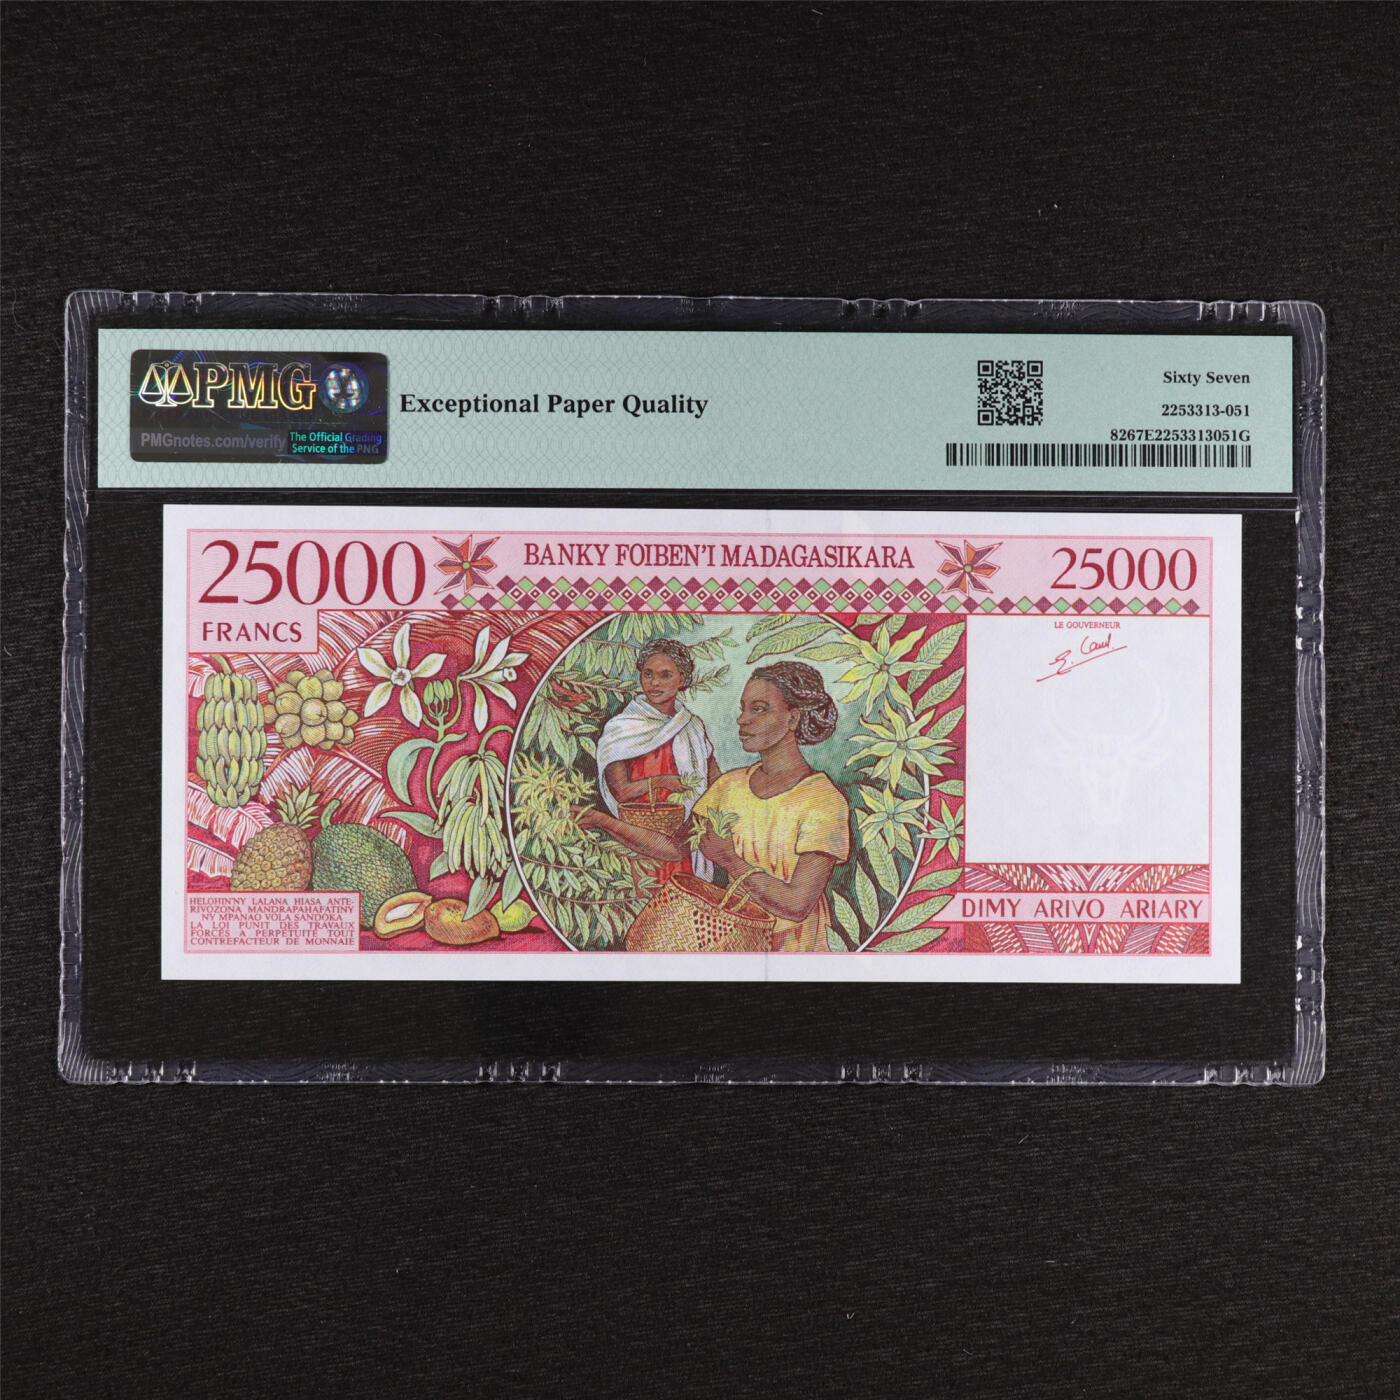 PMG
PMGnotes.com/verify
The Official Grading
Service of the PNG
Exceptional Paper Quality
Sixty Seven
2253313-051
8267E2253313051G
25000
FRANCS
BANKY FOIBEN'I MADAGASIKARA
25000
LE GOUVERNEUR
HELOHIN'NY LALANA HIASA ANTE-
RIVOZONA MANDRAPAHAFATINY
NY MPANAO VOLA SANDOKA
LA LOI PUNIT DES TRAVAUX
FORCÉS A PERPÉTUITÉ TOUT
CONTREFACTEUR DE MONNAIE
DIMY ARIVO ARIARY